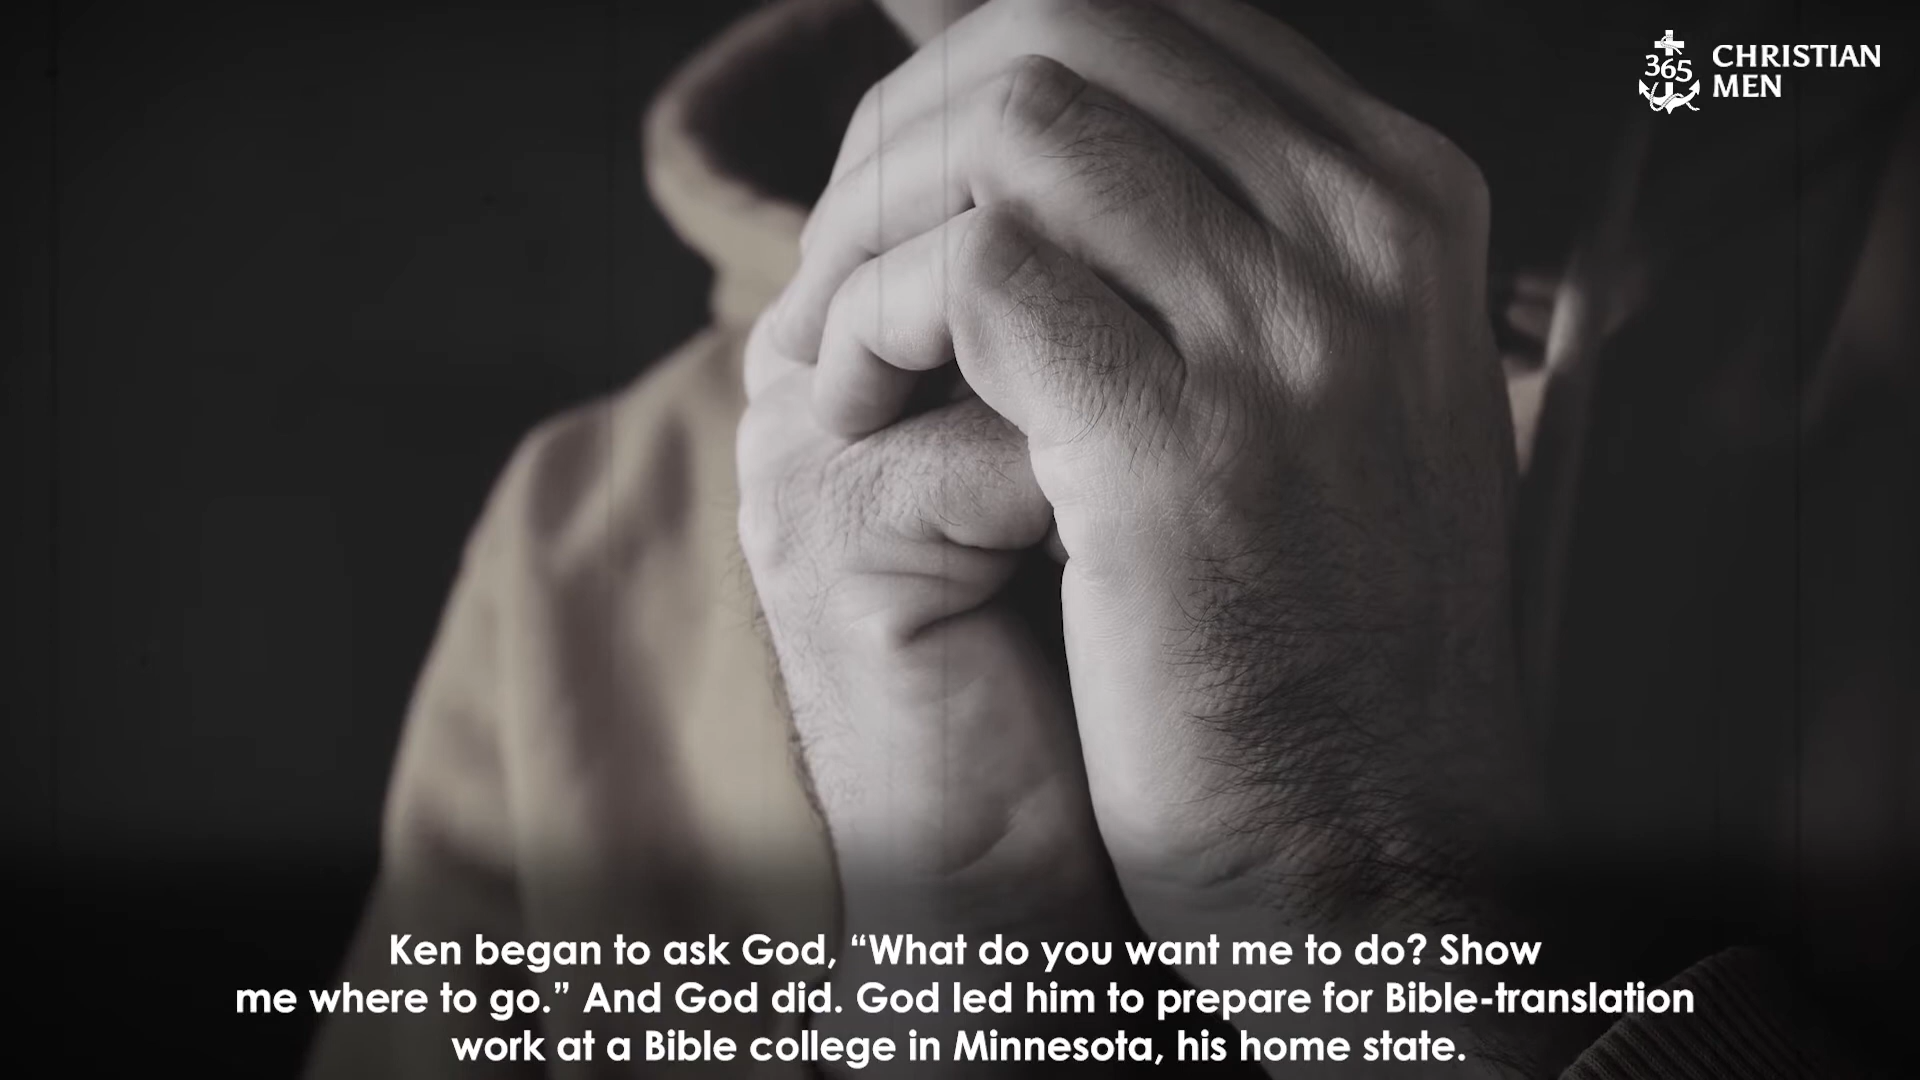 365
CHRISTIAN
MEN
Ken began to ask God, “What do you want me to do? Show
me where to go.” And God did. God led him to prepare for Bible-translation
work at a Bible college in Minnesota, his home state.